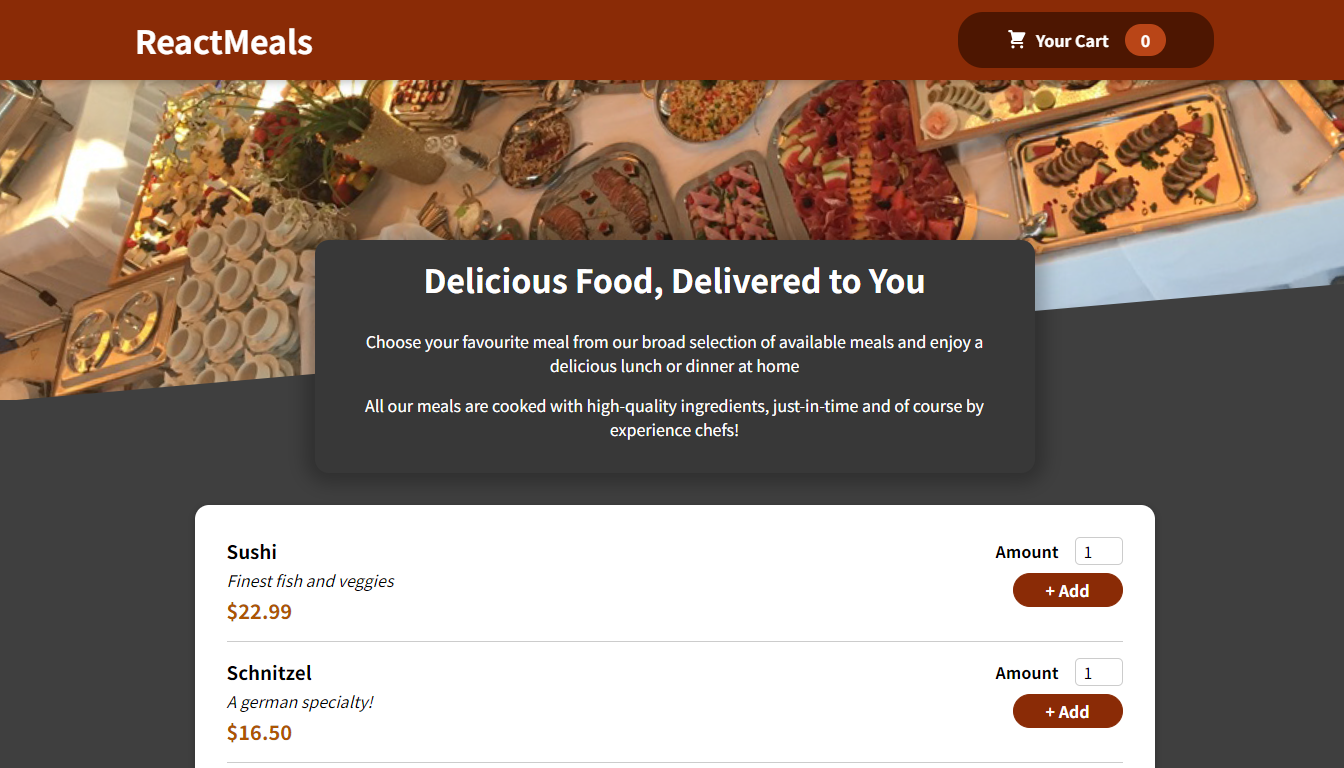 ReactMeals
Your Cart 0
Delicious Food, Delivered to You
Choose your favourite meal from our broad selection of available meals and enjoy a
delicious lunch or dinner at home
All our meals are cooked with high-quality ingredients, just-in-time and of course by
experience chefs!
Sushi
Finest fish and veggies
$22.99
Amount 1
+ Add
Schnitzel
A german specialty!
$16.50
Amount 1
+ Add